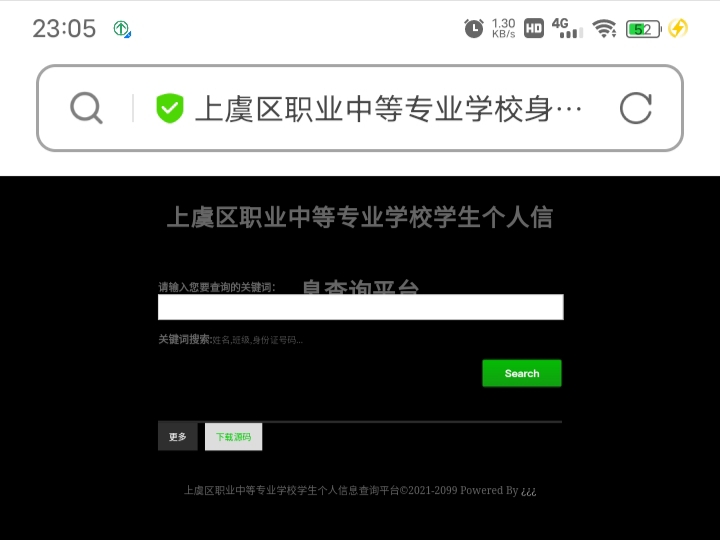 23:05
1.30 KB/s HD 4G 52
上虞区职业中等专业学校身…
上虞区职业中等专业学校学生个人信
息查询平台
请输入您要查询的关键词:
关键词搜索:姓名,班级,身份证号码...
Search
更多 下载源码
上虞区职业中等专业学校学生个人信息查询平台©2021-2099 Powered By ¿¿¿